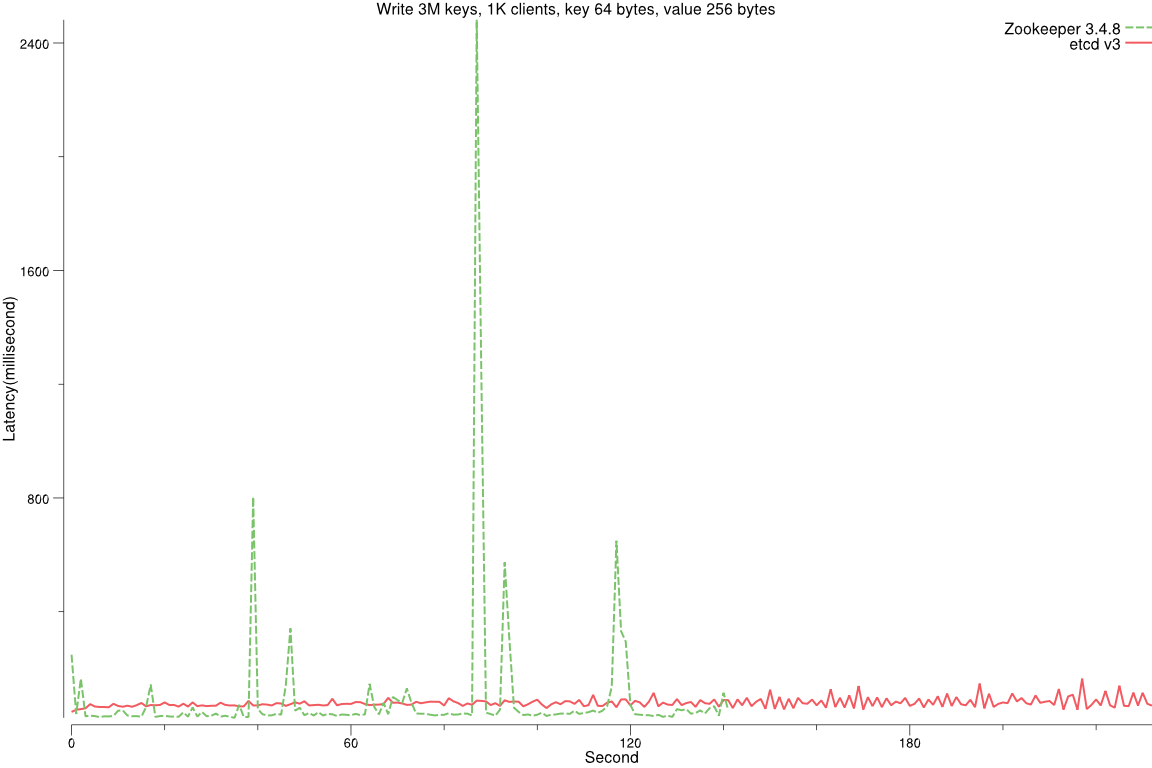 Write 3M keys, 1K clients, key 64 bytes, value 256 bytes
Zookeeper 3.4.8
etcd v3
2400
1600
800
Latency(millisecond)
0
60
120
180
Second